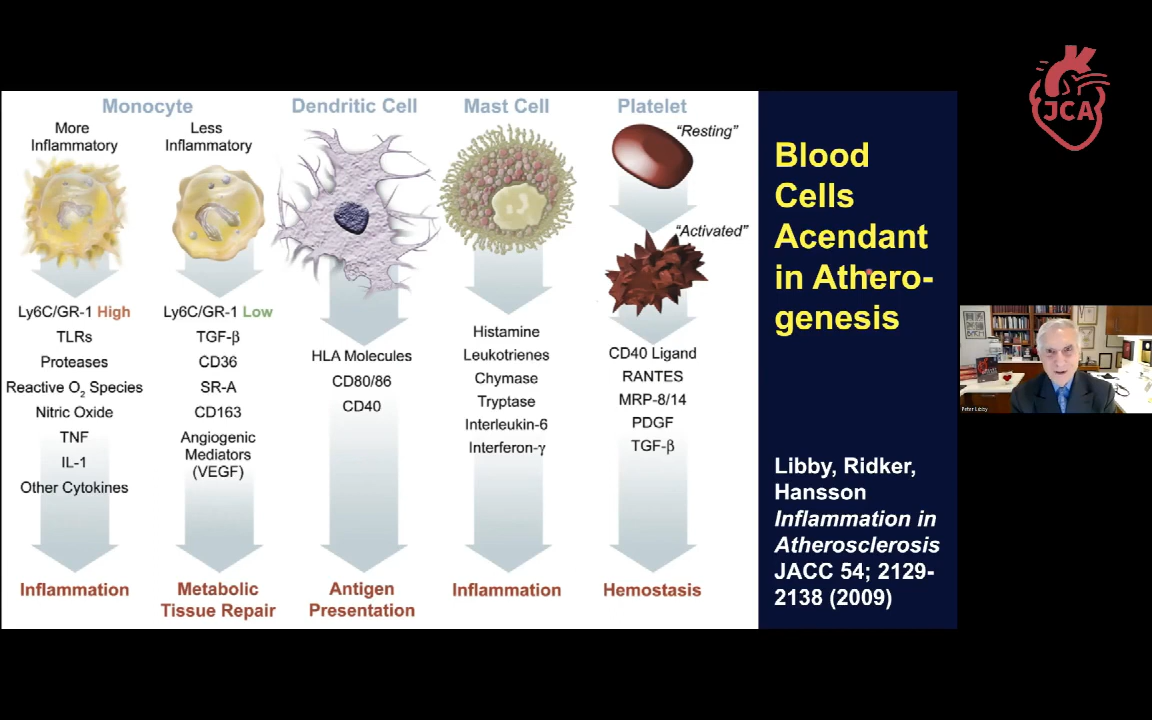 Monocyte
More
Inflammatory
Ly6C/GR-1 High
TLRs
Proteases
Reactive O2 Species
Nitric Oxide
TNF
IL-1
Other Cytokines
Inflammation
Less
Inflammatory
Ly6C/GR-1 Low
TGF-β
CD36
SR-A
CD163
Angiogenic
Mediators
(VEGF)
Metabolic
Tissue Repair
Dendritic Cell
HLA Molecules
CD80/86
CD40
Antigen
Presentation
Mast Cell
Histamine
Leukotrienes
Chymase
Tryptase
Interleukin-6
Interferon-γ
Inflammation
Platelet
"Resting"
"Activated"
CD40 Ligand
RANTES
MRP-8/14
PDGF
TGF-β
Hemostasis
Blood
Cells
Acendant
in Athero-
genesis
Libby, Ridker,
Hansson
Inflammation in
Atherosclerosis
JACC 54; 2129-
2138 (2009)
JCA
Peter Libby